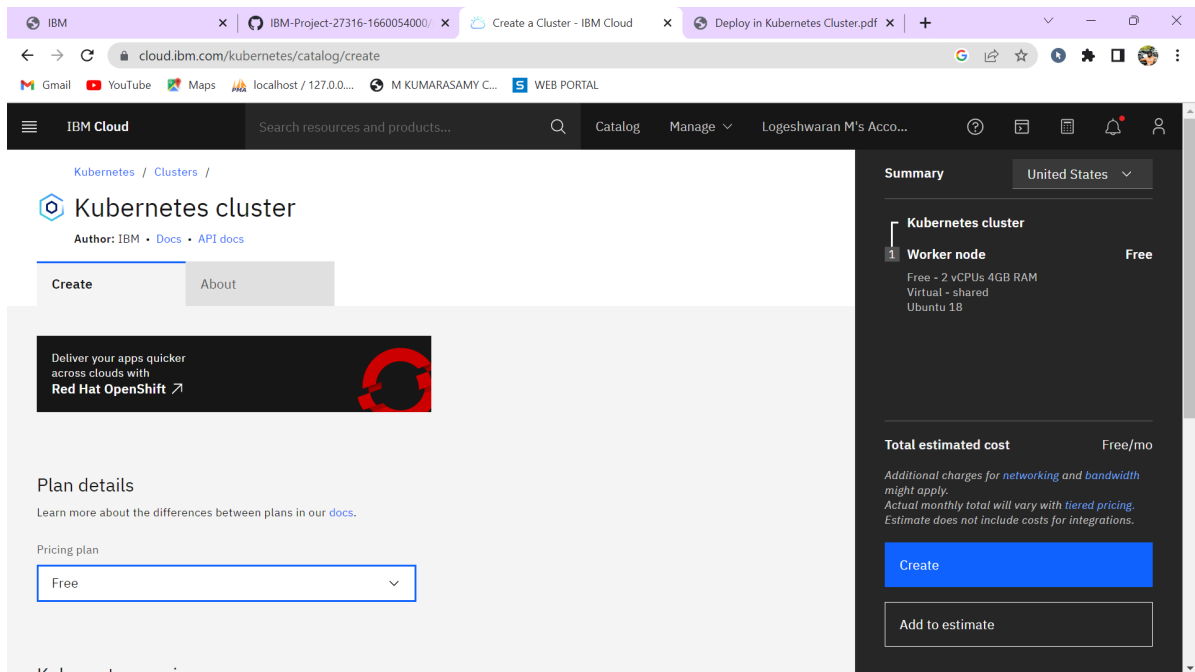 IBM
IBM-Project-27316-1660054000/
Create a Cluster - IBM Cloud
Deploy in Kubernetes Cluster.pdf
cloud.ibm.com/kubernetes/catalog/create
Gmail
YouTube
Maps
localhost / 127.0.0....
M KUMARASAMY C...
WEB PORTAL
IBM Cloud
Search resources and products...
Catalog
Manage
Logeshwaran M's Acco...
Kubernetes / Clusters /
Kubernetes cluster
Author: IBM • Docs • API docs
Create
About
Deliver your apps quicker
across clouds with
Red Hat OpenShift
Plan details
Learn more about the differences between plans in our docs.
Pricing plan
Free
Summary
United States
Kubernetes cluster
1 Worker node Free
Free - 2 vCPUs 4GB RAM
Virtual - shared
Ubuntu 18
Total estimated cost Free/mo
Additional charges for networking and bandwidth
might apply.
Actual monthly total will vary with tiered pricing.
Estimate does not include costs for integrations.
Create
Add to estimate